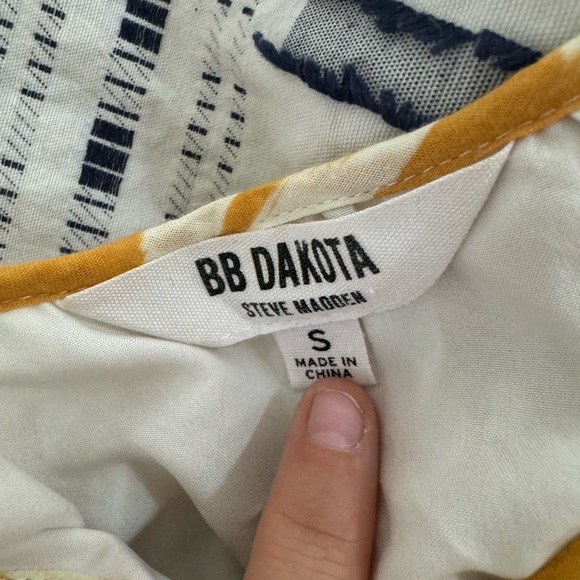 BB DAKOTA
STEVE MADDEN
S
MADE IN
CHINA